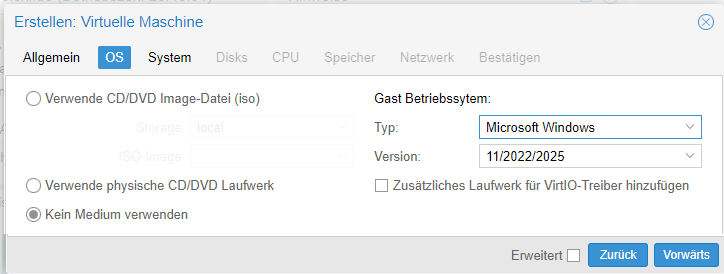 Erstellen: Virtuelle Maschine
Allgemein OS System Disks CPU Speicher Netzwerk Bestätigen
Verwende CD/DVD Image-Datei (iso)
Storage: local
ISO-Image:
Verwende physische CD/DVD Laufwerk
Kein Medium verwenden
Gast Betriebssytem:
Typ: Microsoft Windows
Version: 11/2022/2025
Zusätzliches Laufwerk für VirtIO-Treiber hinzufügen
Erweitert Zurück Vorwärts